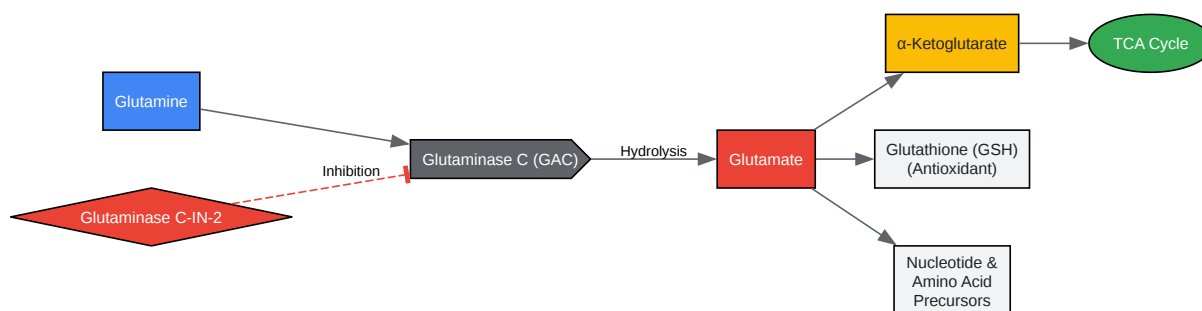 Glutamine
Glutaminase C-IN-2
Inhibition
Glutaminase C (GAC)
Hydrolysis
Glutamate
α-Ketoglutarate
TCA Cycle
Glutathione (GSH)
(Antioxidant)
Nucleotide &
Amino Acid
Precursors